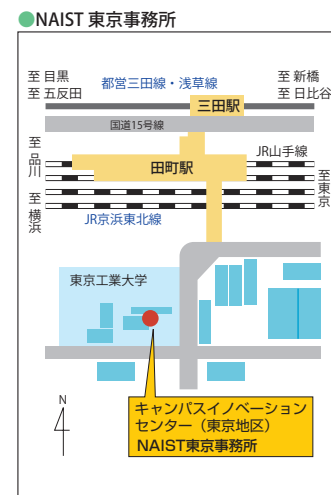 ●NAIST 東京事務所
至 目黒
至 五反田
都営三田線・浅草線
至 新橋
至 日比谷
三田駅
国道15号線
至 品川
JR山手線
田町駅
至 東京
至 横浜
JR京浜東北線
東京工業大学
N
キャンパスイノベーション
センター（東京地区）
NAIST東京事務所